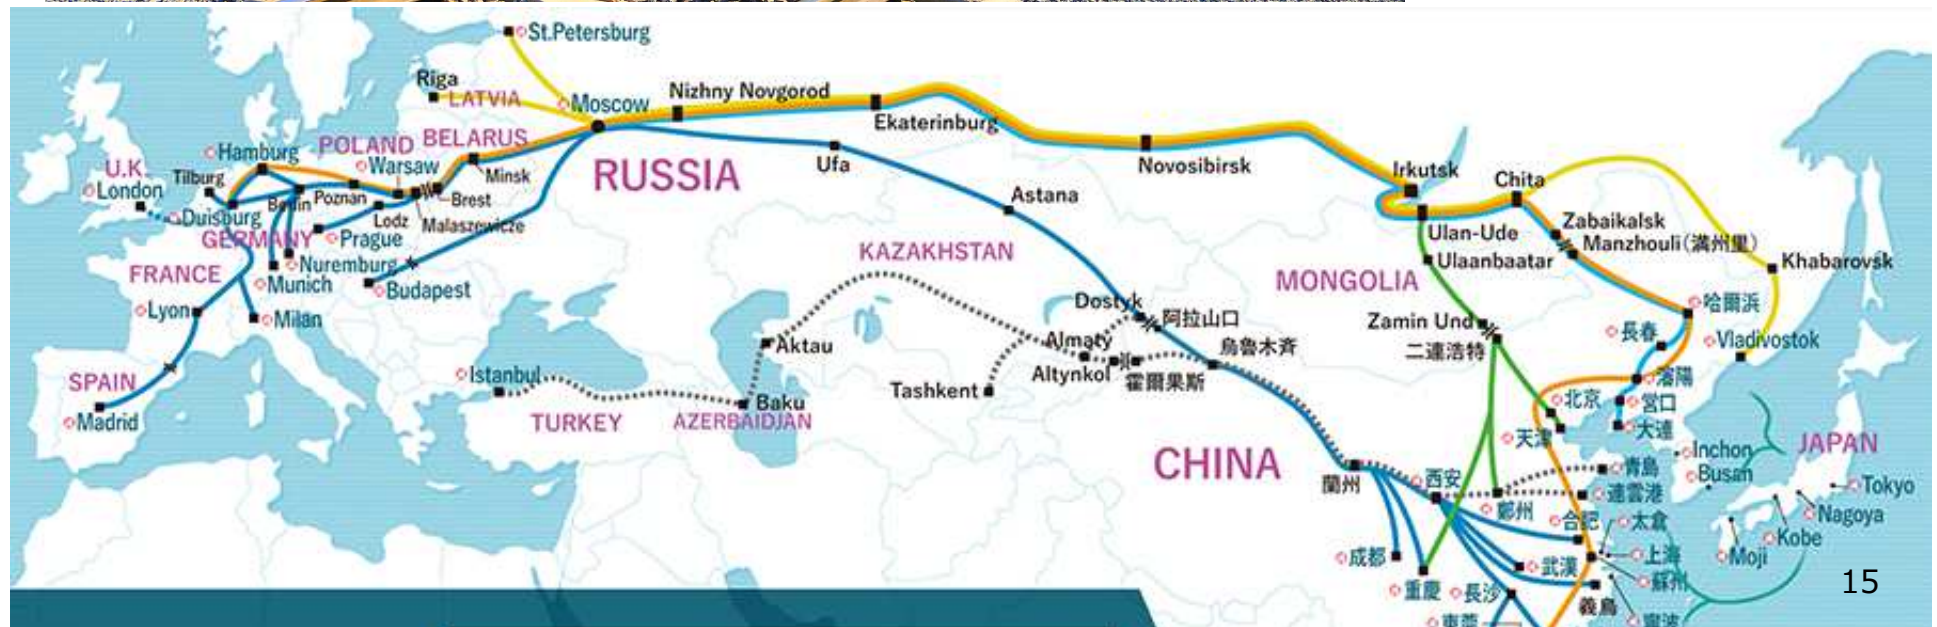 St.Petersburg
Riga
LATVIA
Moscow
Nizhny Novgorod
Ekaterinburg
Novosibirsk
Irkutsk
Chita
Ulan-Ude
Zabaikalsk
Manzhouli(満州里)
Khabarovsk
Vladivostok
哈爾浜
長春
瀋陽
営口
大連
Ulaanbaatar
MONGOLIA
Zamin Und
二連浩特
RUSSIA
Ufa
Astana
KAZAKHSTAN
Dostyk
阿拉山口
烏魯木斉
Almaty
Altynkol
霍爾果斯
Tashkent
Aktau
Baku
AZERBAIDJAN
TURKEY
Istanbul
BELARUS
Minsk
Brest
Malaszewicze
POLAND
Warsaw
Poznan
Lodz
Hamburg
Tilburg
Duisburg
Berlin
GERMANY
Prague
Nuremburg
Munich
Budapest
U.K.
London
FRANCE
Lyon
Milan
SPAIN
Madrid
CHINA
蘭州
西安
鄭州
北京
天津
青島
連雲港
合肥
太倉
上海
蘇州
義烏
寧波
武漢
長沙
重慶
成都
東莞
Inchon
Busan
JAPAN
Tokyo
Nagoya
Kobe
Moji
15